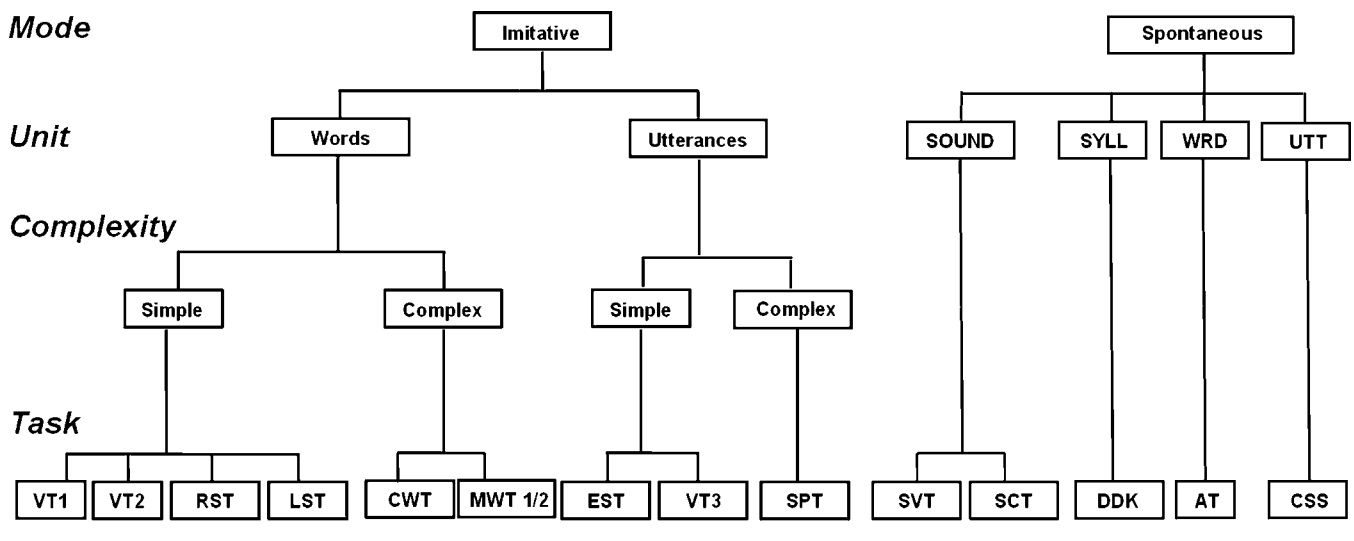 Mode
Imitative
Spontaneous
Unit
Words
Utterances
SOUND
SYLL
WRD
UTT
Complexity
Simple
Complex
Simple
Complex
Task
VT1
VT2
RST
LST
CWT
MWT 1/2
EST
VT3
SPT
SVT
SCT
DDK
AT
CSS